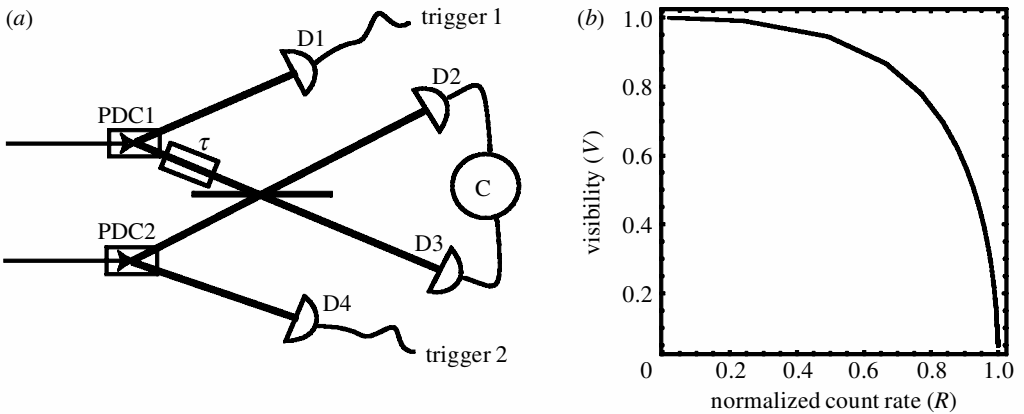 (a)
trigger 1
D1
D2
PDC1
τ
C
PDC2
D3
D4
trigger 2
(b)
1.0
0.8
0.6
0.4
0.2
0
0.2
0.4
0.6
0.8
1.0
visibility (V)
normalized count rate (R)